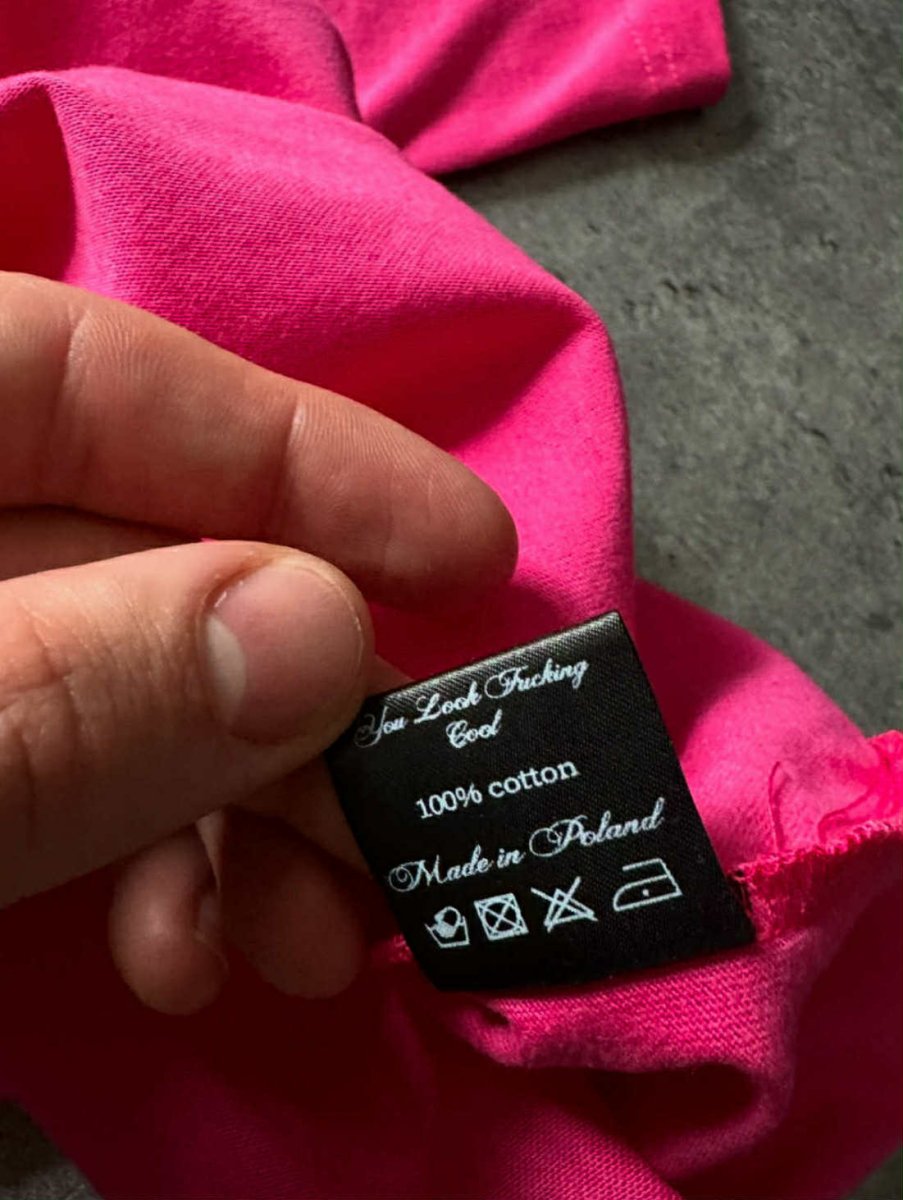 You Look Fucking
Cool
100% cotton
Made in Poland